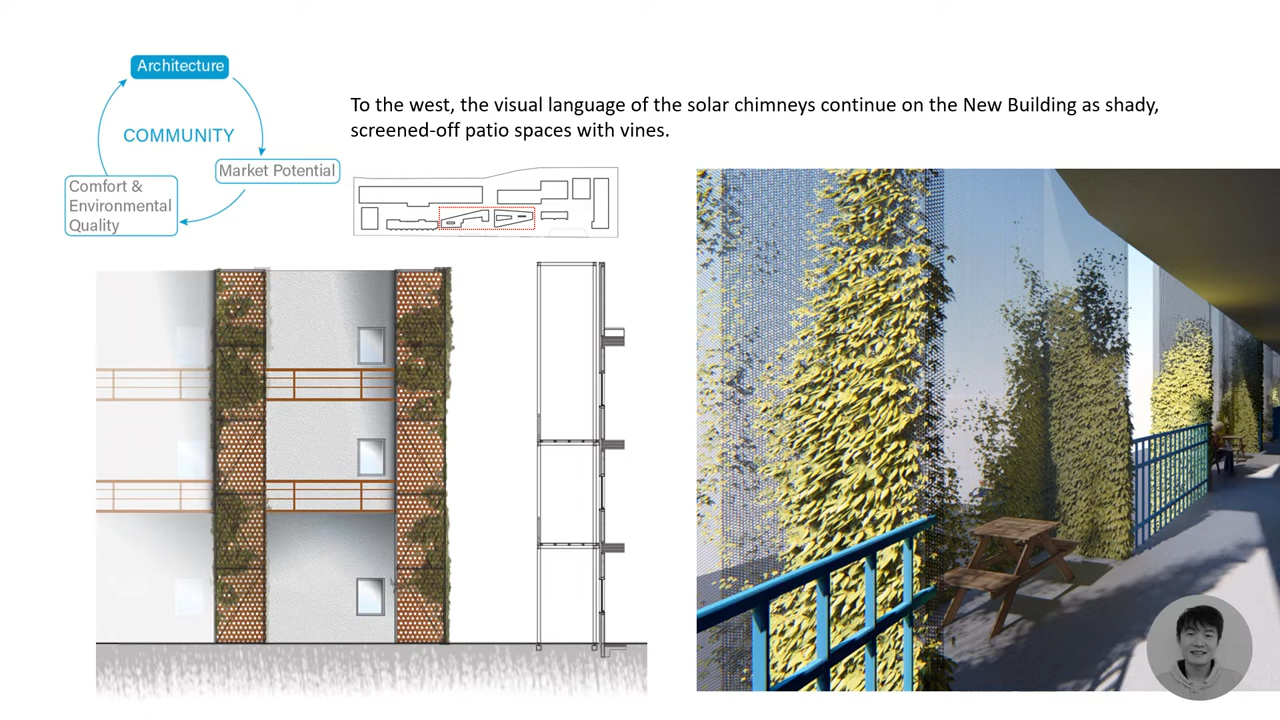 Architecture
COMMUNITY
Market Potential
Comfort &
Environmental
Quality
To the west, the visual language of the solar chimneys continue on the New Building as shady,
screened-off patio spaces with vines.